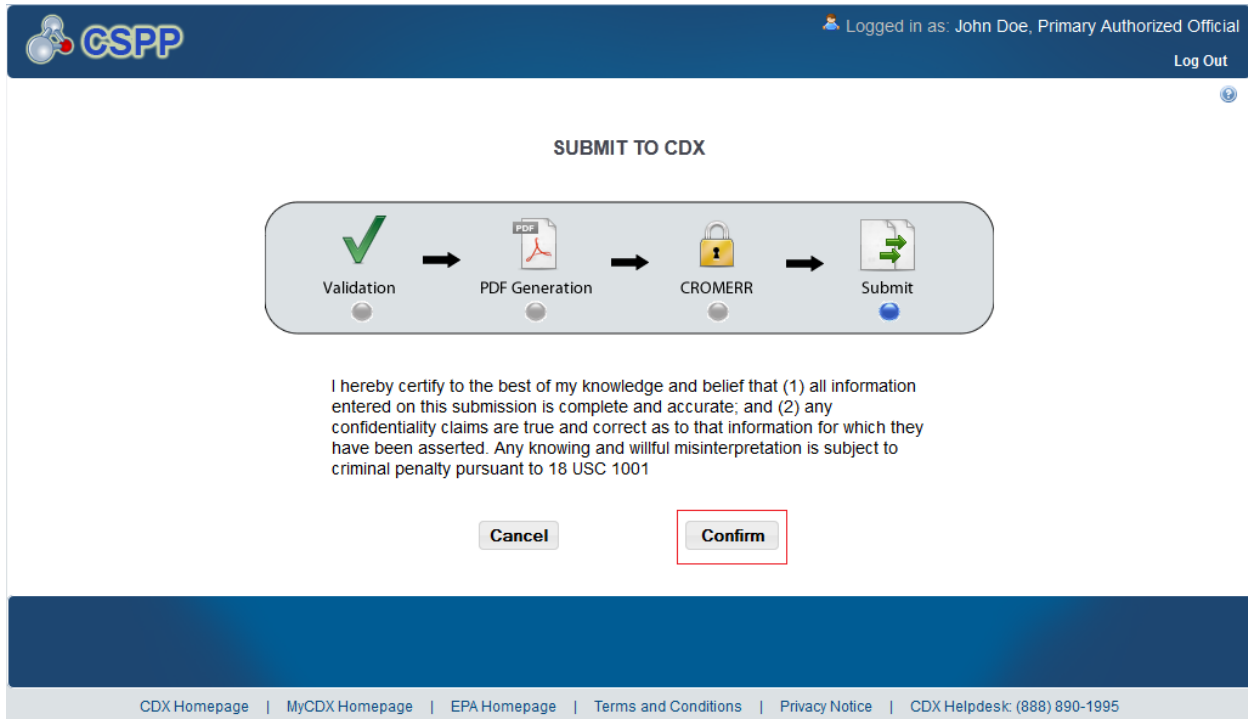 CSPP
Logged in as: John Doe, Primary Authorized Official
Log Out
SUBMIT TO CDX
PDF
Validation PDF Generation CROMERR Submit
I hereby certify to the best of my knowledge and belief that (1) all information
entered on this submission is complete and accurate; and (2) any
confidentiality claims are true and correct as to that information for which they
have been asserted. Any knowing and willful misinterpretation is subject to
criminal penalty pursuant to 18 USC 1001
Cancel Confirm
CDX Homepage | MyCDX Homepage | EPA Homepage | Terms and Conditions | Privacy Notice | CDX Helpdesk: (888) 890-1995